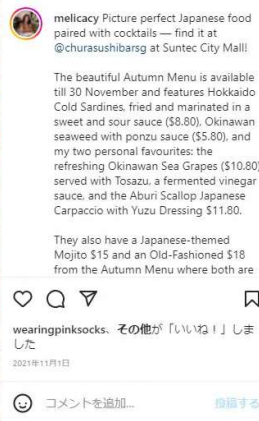 melicacy Picture perfect Japanese food
paired with cocktails — find it at
@churasushibarsg at Suntec City Mall!
The beautiful Autumn Menu is available
till 30 November and features Hokkaido
Cold Sardines, fried and marinated in a
sweet and sour sauce ($8.80), Okinawan
seaweed with ponzu sauce ($5.80), and
my two personal favourites: the
refreshing Okinawan Sea Grapes ($10.80)
served with Tosazu, a fermented vinegar
sauce, and the Aburi Scallop Japanese
Carpaccio with Yuzu Dressing $11.80.
They also have a Japanese-themed
Mojito $15 and an Old-Fashioned $18
from the Autumn Menu where both are
wearingpinksocks、その他が「いいね！」しま
した
2021年11月1日
コメントを追加...
投稿する